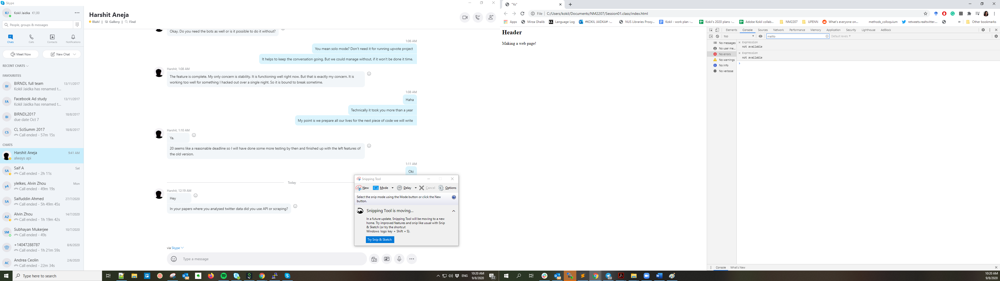 Skype
KJ Kokil Jaidka €1,00
People, groups & messages
Chats Calls Contacts Notifications
Meet Now New Chat
RECENT CHATS
FAVOURITES
Bf BIRNDL full team 13/11/2017
Kokil Jaidka has renamed t...
FA Facebook Ad study 13/11/2017
Kokil Jaidka has renamed t...
BI BIRNDL2017 18/8/2017
due date Oct 7
CS CL SciSumm 2017 18/8/2017
Call ended - 57m 15s
CHATS
Harshit Aneja 9:41 AM
always api
SA Saif A Sat
Call ended - 2h 11s
yA ylelkes, Alvin Zhou Mon
Call ended - 49m 19s
SA Saifuddin Ahmed 27/7/2020
Call ended - 5h 49m 45s
AZ Alvin Zhou 14/7/2020
Call ended - 1h 19m 42s
SM Subhayan Mukerjee 10/7/2020
Call ended - 49s
+14047288787 8/6/2020
Call ended - 1h 21m 59s
AC Andrea Ceolin 2/6/2020
Call ended - 22m 34s
Harshit Aneja
Blah! | Gallery | Find
Okay. Do you need the bots as well or is it possible to do it without?
1:06 AM
You mean solo mode? Don't need it for running upvote project
It helps to keep the conversation going. But we could manage without, if it won't be done it time.
Harshit, 1:08 AM
The feature is complete. My only concern is stability. It is functioning well right now. But that is exactly my concern. It is
working too well for something I hacked out over a single night. So it is bound to break sometime.
1:08 AM
Haha
Technically it took you more than a year
My point is we prepare all our lives for the next piece of code we will write
Harshit, 1:10 AM
Ya.
20 seems like a reasonable deadline so I will have done some more testing by then and finished up with the left features of
the old version.
1:11 AM
Oki
Today
Harshit, 12:19 AM
Hey
In your papers where you analysed twitter data did you use API or scraping?
via Skype
Type a message
Snipping Tool
New Mode Delay Cancel Options
Select the snip mode using the Mode button or click the New
button.
Snipping Tool is moving...
In a future update, Snipping Tool will be moving to a new
home. Try improved features and snip like usual with Snip
& Sketch (or try the shortcut
Windows logo key + Shift + S).
Try Snip & Sketch
"Yo"
File | C:/Users/kokil/Documents/NM2207/Session01.class/index.html
Apps Mirza Ghalib Language Log #KOKIL JAIDKA# -... NUS Libraries Proxy... Kokil - work plan -... Kokil's 2020 plans -... Adobe Kokil collab... NM2207 UPENN What's everyone on... methods_colloquium retweets.realtwitter.... » Other bookmarks
Header
Making a web page!
Elements Console Sources Network Performance Memory Application Security Lighthouse AdBlock
top mailto Default levels
No messages
No user me...
No errors
No warnings
No info
No verbose
Expression
not available
Expression
not available
Console What's New
Type here to search
ENG 10:20 AM
9/8/2020
22
10:20 AM
9/8/2020